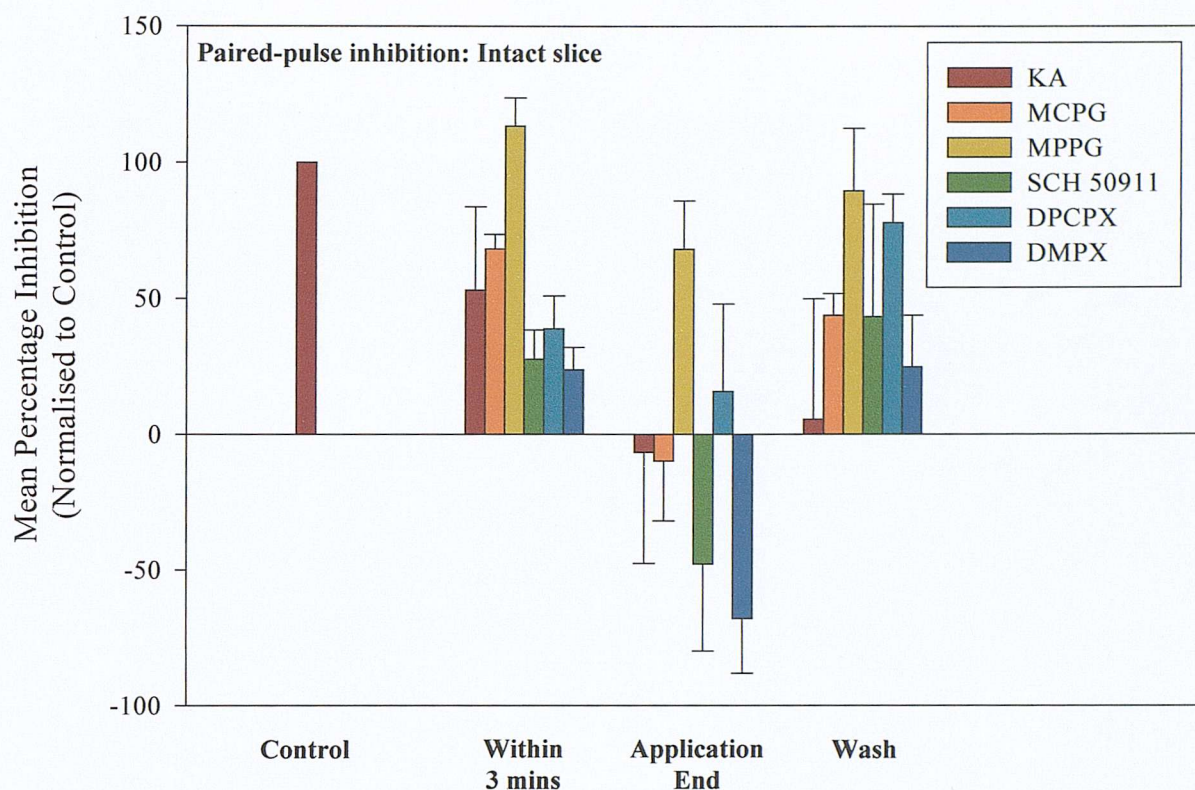 150
100
50
0
-50
-100
Mean Percentage Inhibition
(Normalised to Control)
Paired-pulse inhibition: Intact slice
KA
MCPG
MPPG
SCH 50911
DPCPX
DMPX
Control
Within
3 mins
Application
End
Wash